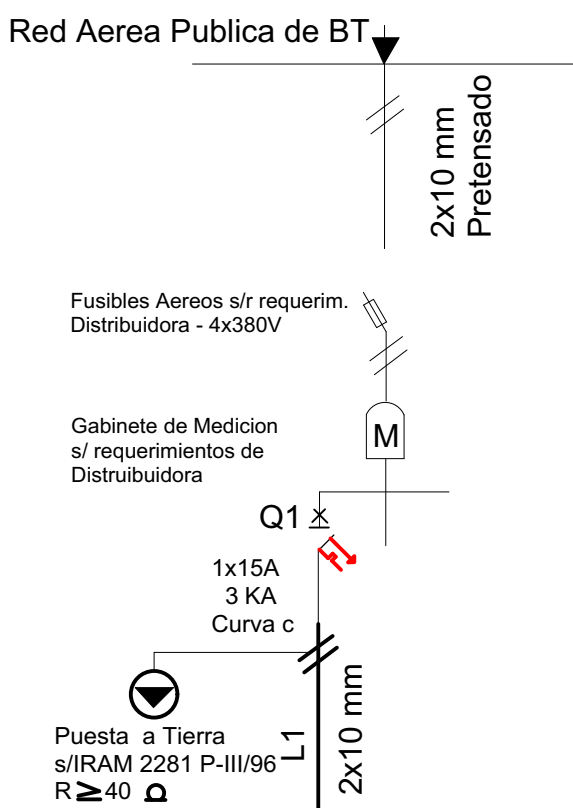 Red Aerea Publica de BT
2x10 mm
Pretensado
Fusibles Aereos s/r requerim.
Distribuidora - 4x380V
Gabinete de Medicion
s/ requerimientos de
Distruibuidora
M
Q1
1x15A
3 KA
Curva c
Puesta a Tierra
s/IRAM 2281 P-III/96
R ≥ 40 Ω
L1
2x10 mm